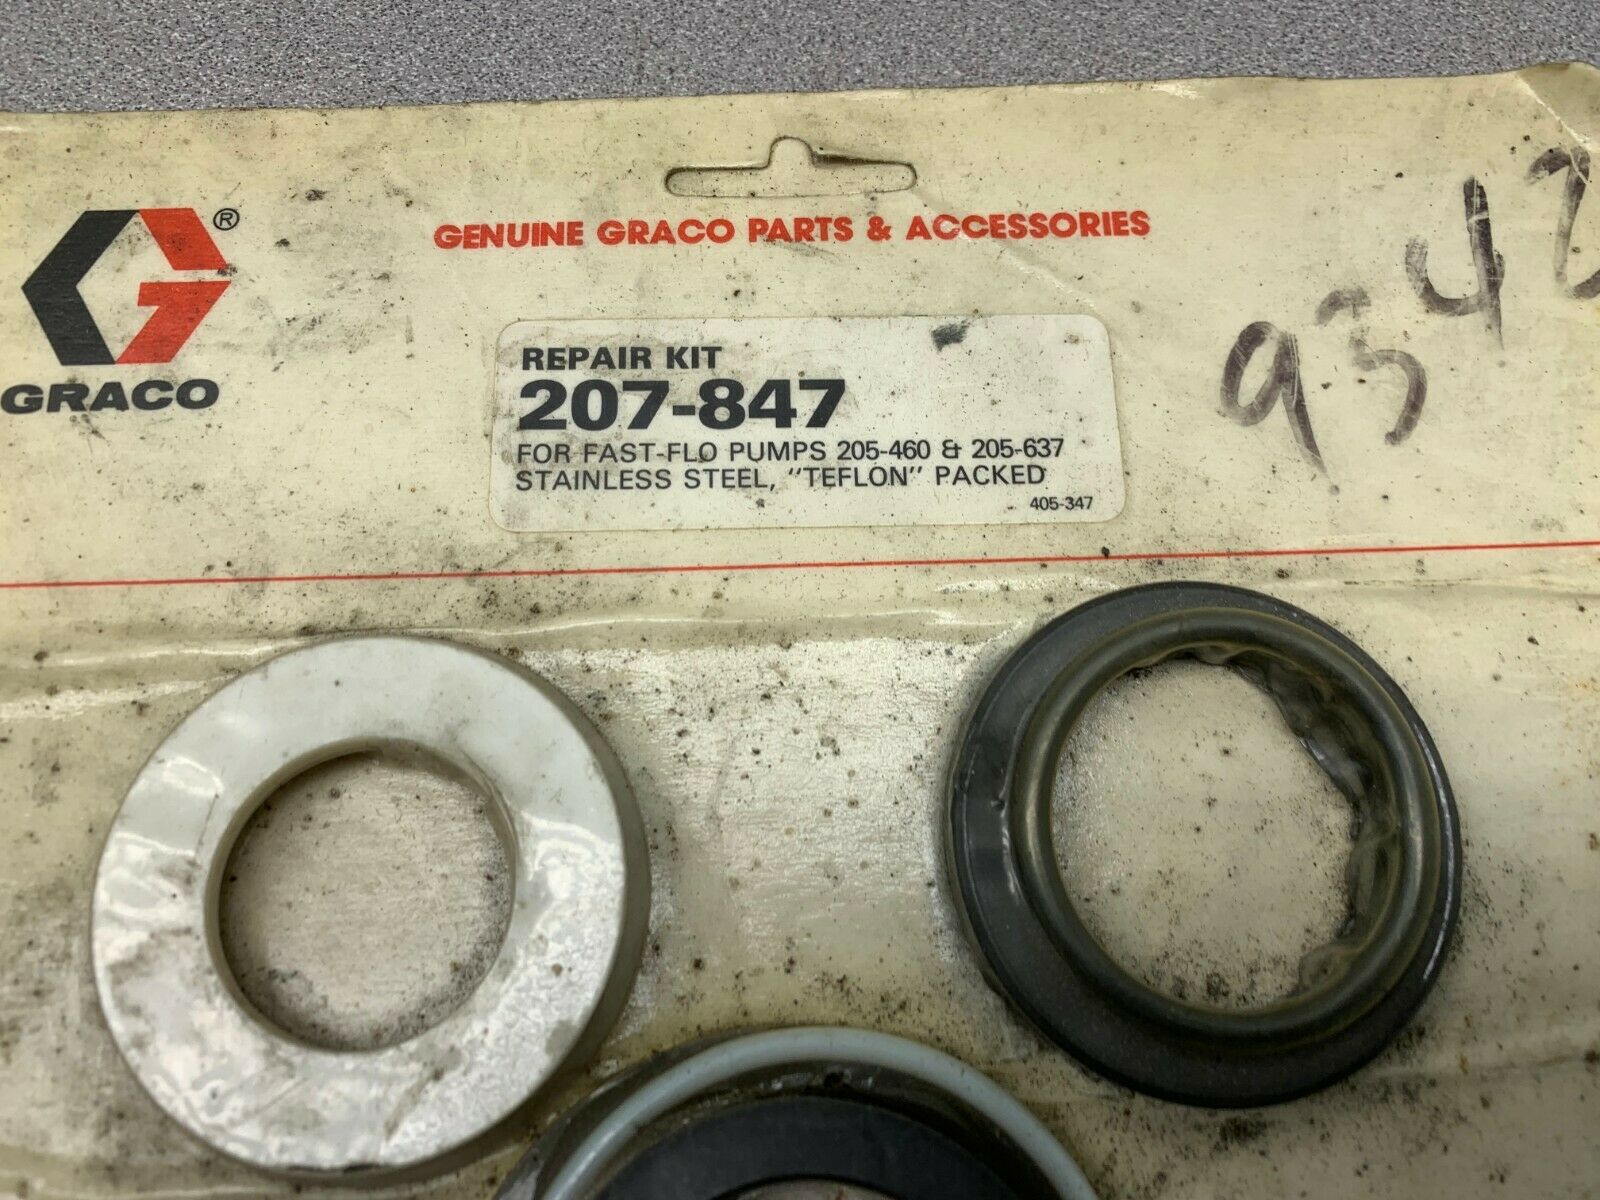 ®
GRACO
GENUINE GRACO PARTS & ACCESSORIES
9342
REPAIR KIT
207-847
FOR FAST-FLO PUMPS 205-460 & 205-637
STAINLESS STEEL, "TEFLON" PACKED
405-347